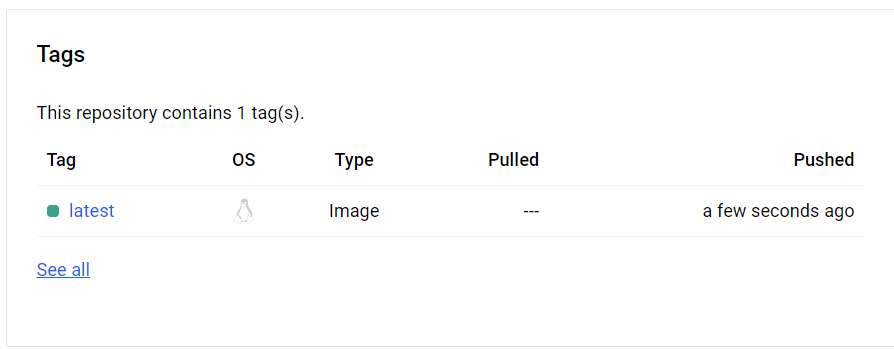 Tags
This repository contains 1 tag(s).
Tag OS Type Pulled Pushed
latest Image --- a few seconds ago
See all